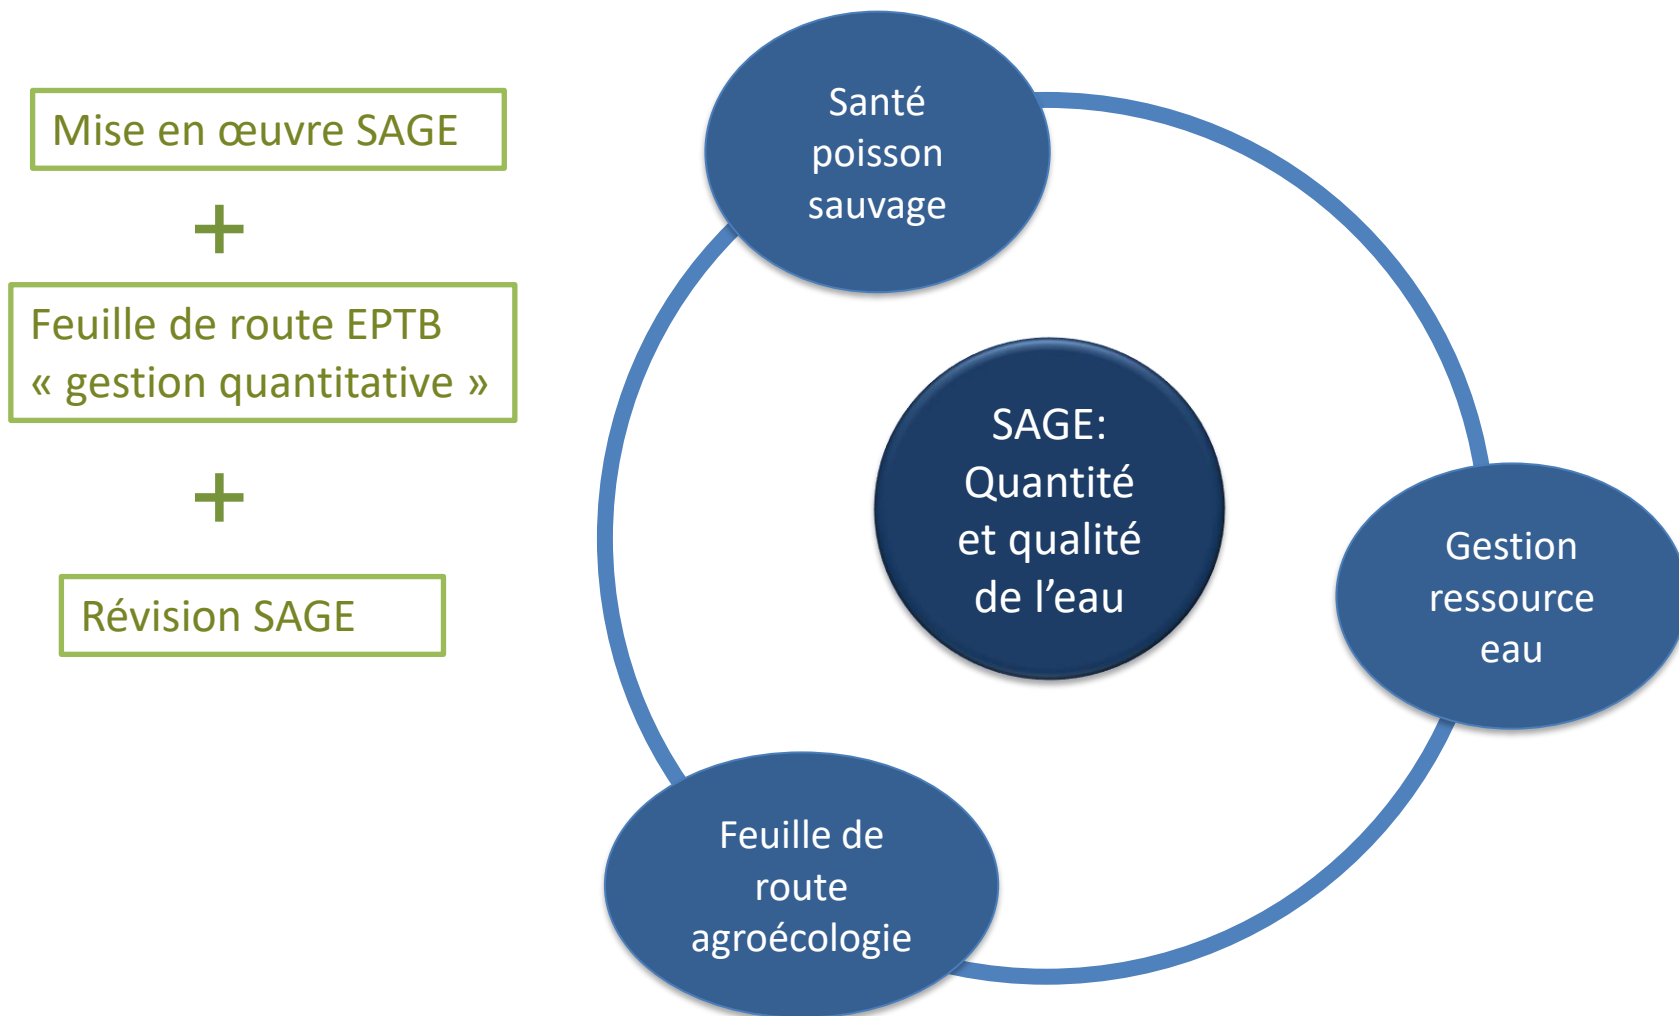 Mise en œuvre SAGE
+
Feuille de route EPTB
« gestion quantitative »
+
Révision SAGE
Santé
poisson
sauvage
SAGE:
Quantité
et qualité
de l’eau
Gestion
ressource
eau
Feuille de
route
agroécologie